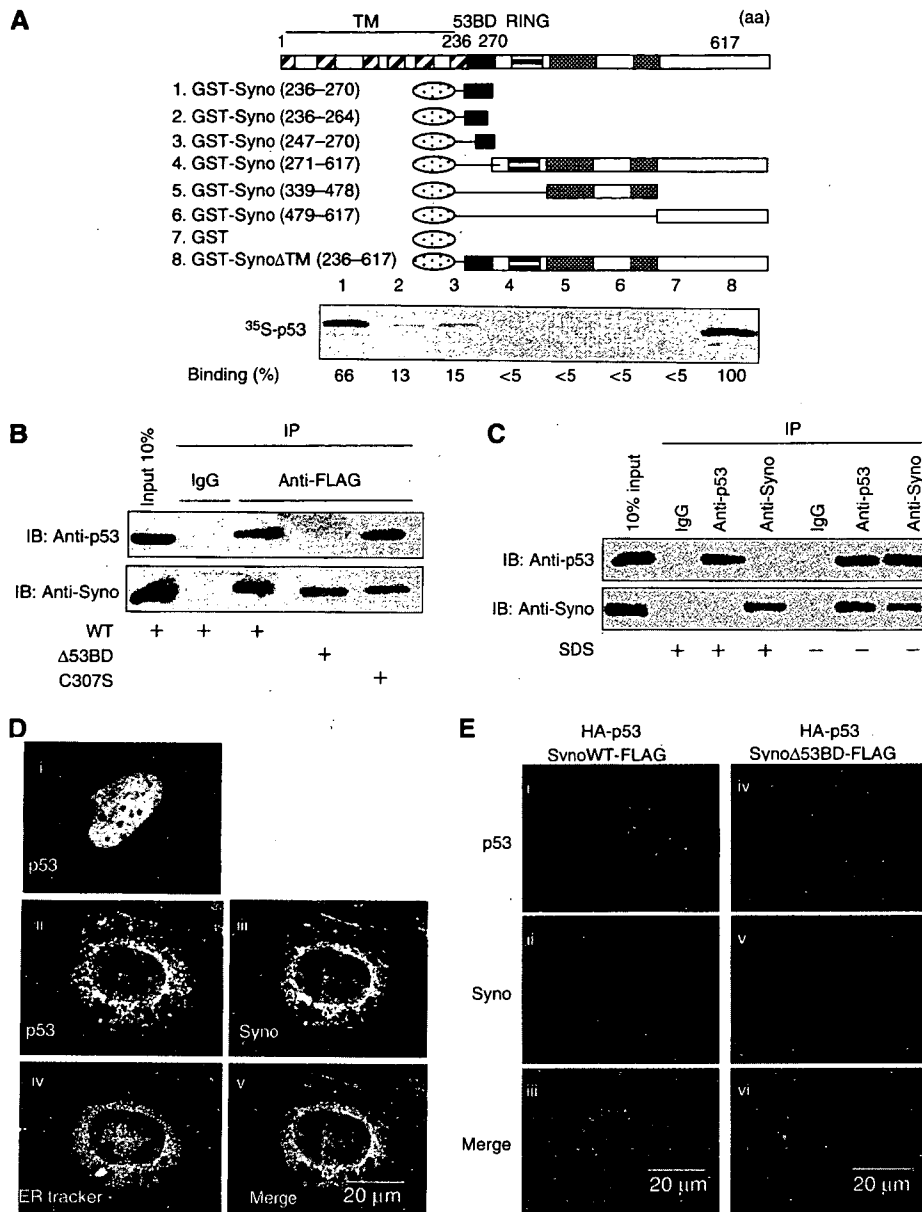 A
TM
53BD RING
(aa)
1
236 270
617
1. GST-Syno (236–270)
2. GST-Syno (236–264)
3. GST-Syno (247–270)
4. GST-Syno (271–617)
5. GST-Syno (339–478)
6. GST-Syno (479–617)
7. GST
8. GST-SynoΔTM (236–617)
1 2 3 4 5 6 7 8
³⁵S-p53
Binding (%) 66 13 15 <5 <5 <5 <5 100
B
IP
Input 10%
IgG
Anti-FLAG
IB: Anti-p53
IB: Anti-Syno
WT + + +
Δ53BD +
C307S +
C
IP
10% input
IgG
Anti-p53
Anti-Syno
IgG
Anti-p53
Anti-Syno
IB: Anti-p53
IB: Anti-Syno
SDS + + + – – –
D
i
p53
ii
p53
iii
Syno
iv
ER tracker
v
Merge
20 μm
E
HA-p53
SynoWT-FLAG
HA-p53
SynoΔ53BD-FLAG
p53
i
iv
Syno
ii
v
Merge
iii
vi
20 μm
20 μm